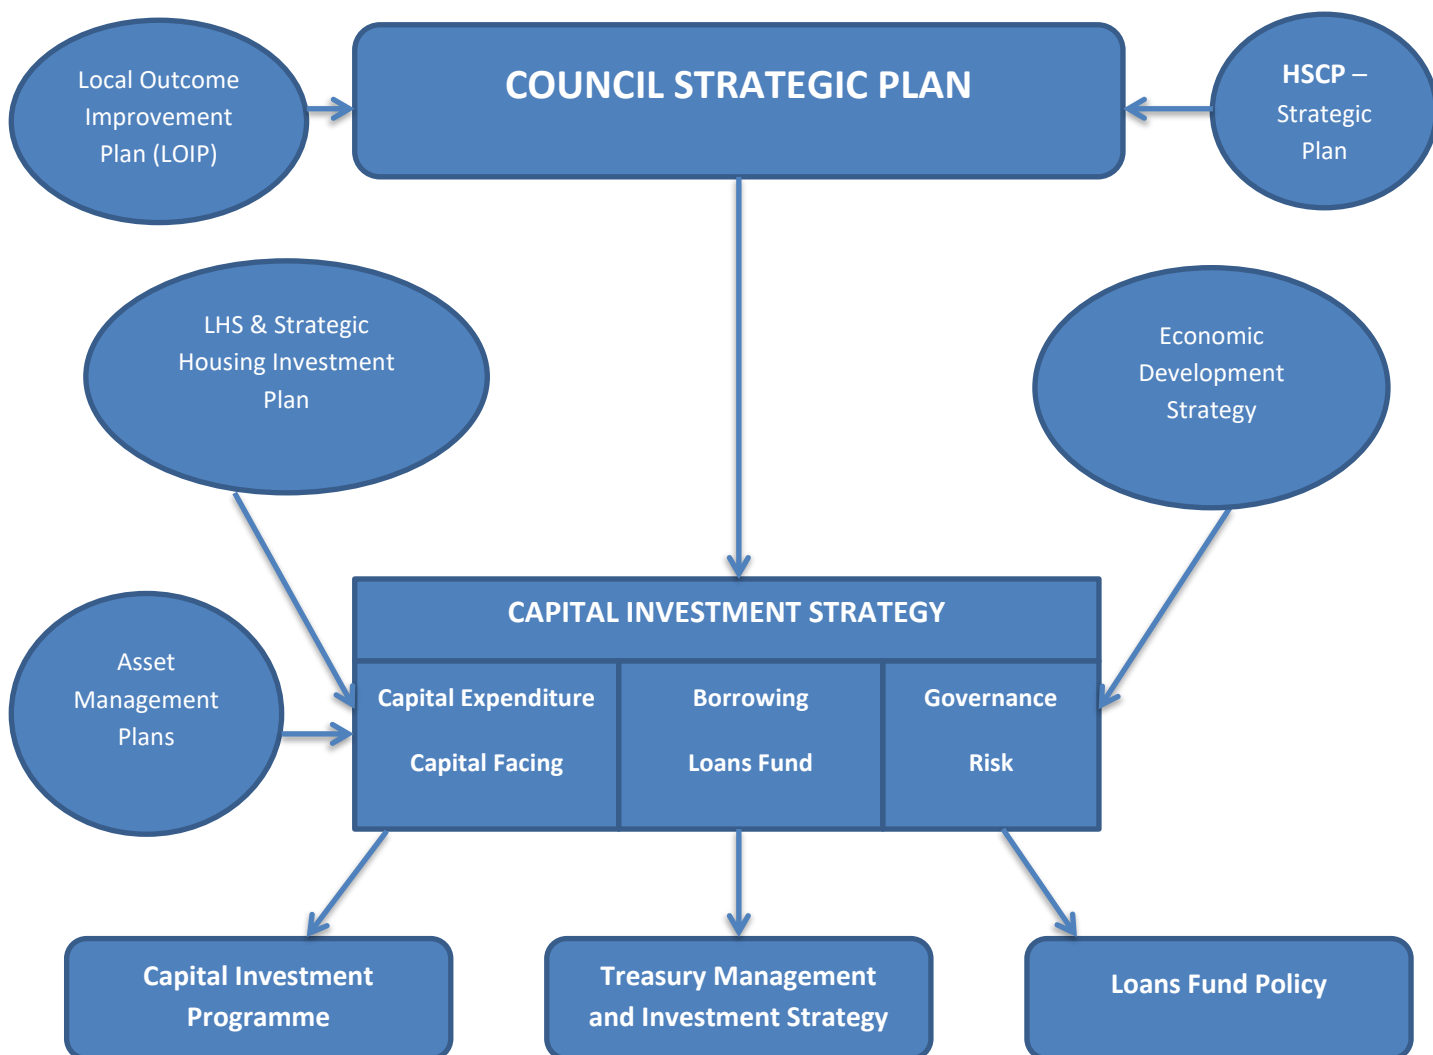 Local Outcome
Improvement
Plan (LOIP)
COUNCIL STRATEGIC PLAN
HSCP –
Strategic
Plan
LHS & Strategic
Housing Investment
Plan
Economic
Development
Strategy
Asset
Management
Plans
CAPITAL INVESTMENT STRATEGY
Capital Expenditure
Capital Facing
Borrowing
Loans Fund
Governance
Risk
Capital Investment
Programme
Treasury Management
and Investment Strategy
Loans Fund Policy